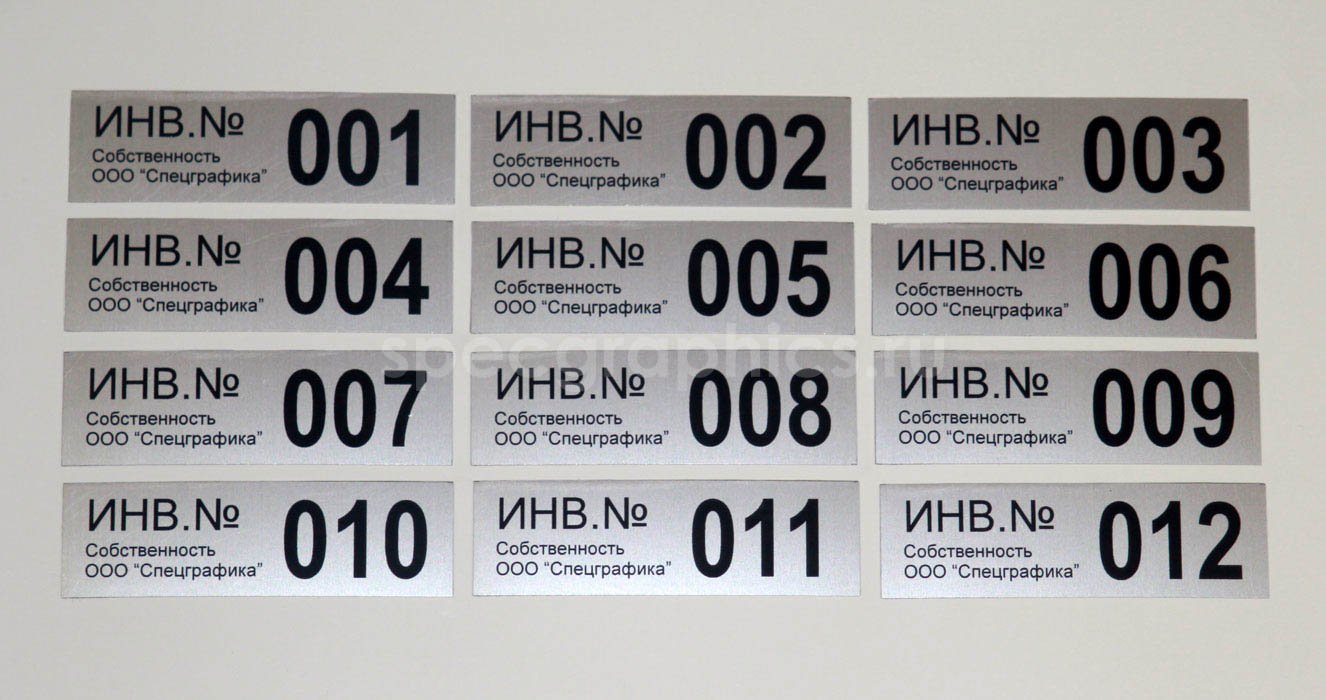 ИНВ.№ 001
Собственность
ООО “Спецграфика”
ИНВ.№ 002
Собственность
ООО “Спецграфика”
ИНВ.№ 003
Собственность
ООО “Спецграфика”
ИНВ.№ 004
Собственность
ООО “Спецграфика”
ИНВ.№ 005
Собственность
ООО “Спецграфика”
ИНВ.№ 006
Собственность
ООО “Спецграфика”
specgraphics.ru
ИНВ.№ 007
Собственность
ООО “Спецграфика”
ИНВ.№ 008
Собственность
ООО “Спецграфика”
ИНВ.№ 009
Собственность
ООО “Спецграфика”
ИНВ.№ 010
Собственность
ООО “Спецграфика”
ИНВ.№ 011
Собственность
ООО “Спецграфика”
ИНВ.№ 012
Собственность
ООО “Спецграфика”